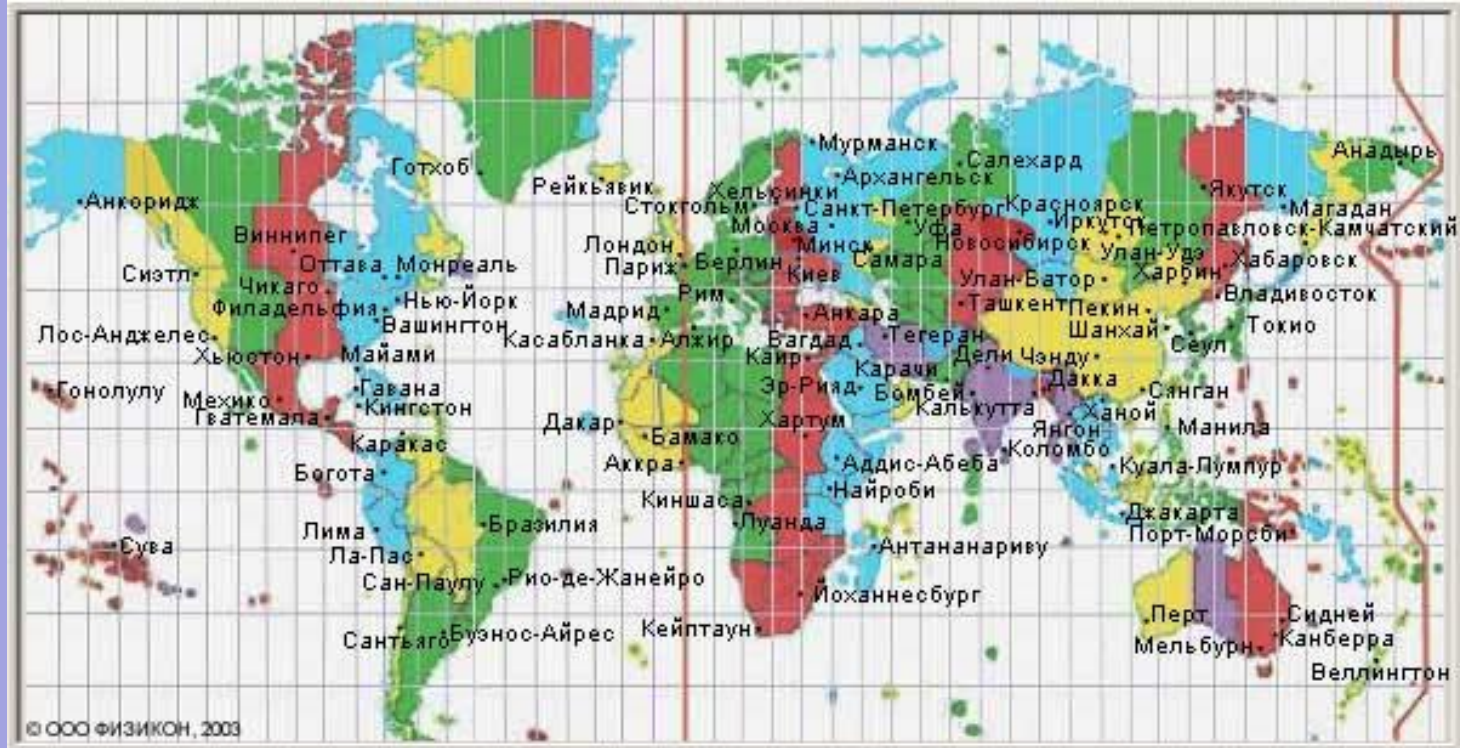 Мурманск
Готхоб
Салехард
Анадырь
Рейкьявик
Хельсинки
Архангельск
Якутск
Анкоридж
Стокгольм
Санкт-Петербург
Красноярск
Магадан
Москва
Уфа
Иркутск
Петропавловск-Камчатский
Виннипег
Лондон
Минск
Новосибирск
Улан-Удэ
Оттава
Монреаль
Париж
Берлин
Киев
Самара
Хабаровск
Сиэтл
Чикаго
Улан-Батор
Харбин
Нью-Йорк
Рим
Владивосток
Филадельфия
Мадрид
Анкара
Ташкент
Пекин
Вашингтон
Шанхай
Токио
Лос-Анджелес
Касабланка
Алжир
Багдад
Тегеран
Сеул
Хьюстон
Майами
Каир
Дели
Чэнду
Карачи
Гонолулу
Гавана
Эр-Рияд
Бомбей
Дакка
Сянган
Мехико
Кингстон
Калькутта
Ханой
Гватемала
Дакар
Хартум
Янгон
Манила
Каракас
Бамако
Коломбо
Богота
Аккра
Аддис-Абеба
Куала-Лумпур
Найроби
Киншаса
Джакарта
Лима
Бразилия
Луанда
Порт-Морсби
Сува
Ла-Пас
Антананариву
Сан-Паулу
Рио-де-Жанейро
Йоханнесбург
Перт
Сидней
Сантьяго
Буэнос-Айрес
Кейптаун
Мельбурн
Канберра
Веллингтон
© ООО ФИЗИКОН, 2003